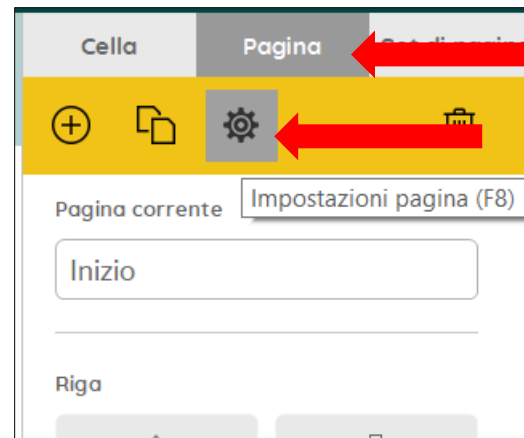 Cella Pagina
Impostazioni pagina (F8)
Pagina corrente
Inizio
Riga